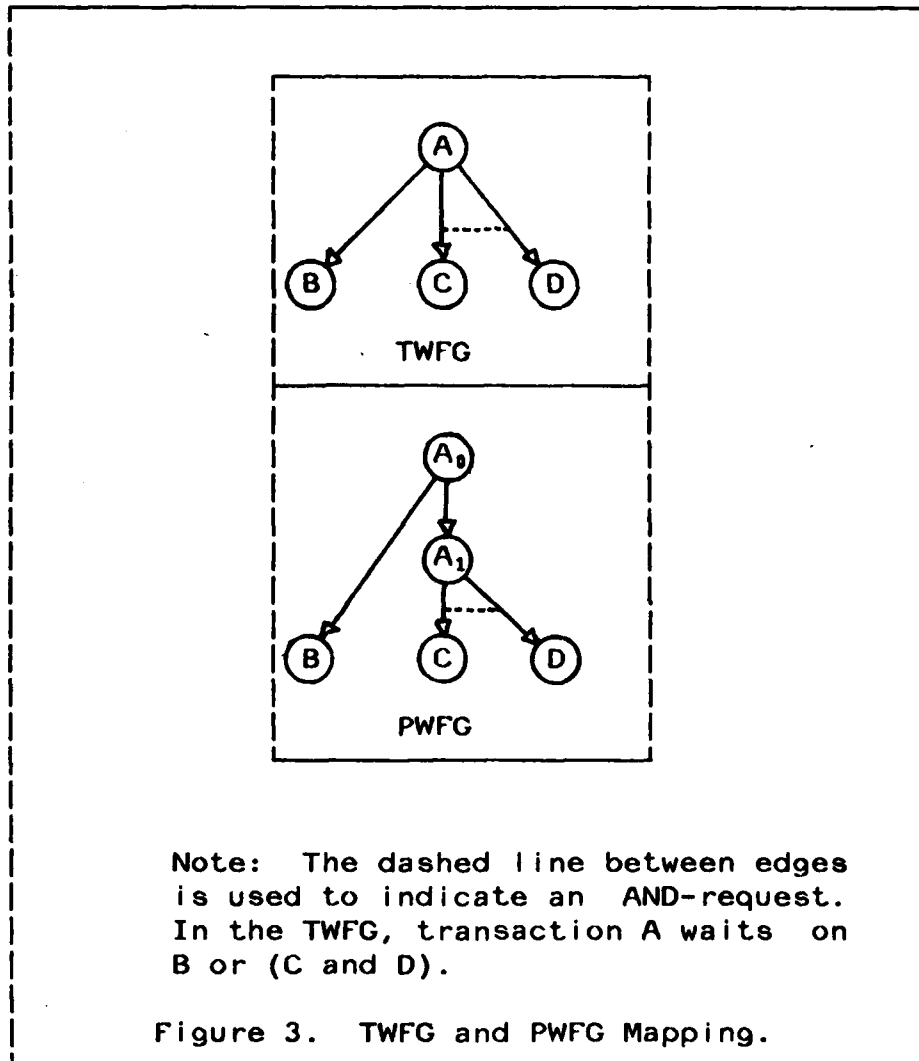 A
B C D
TWFG
A₀
A₁
B C D
PWFG
Note: The dashed line between edges
is used to indicate an AND-request.
In the TWFG, transaction A waits on
B or (C and D).
Figure 3. TWFG and PWFG Mapping.